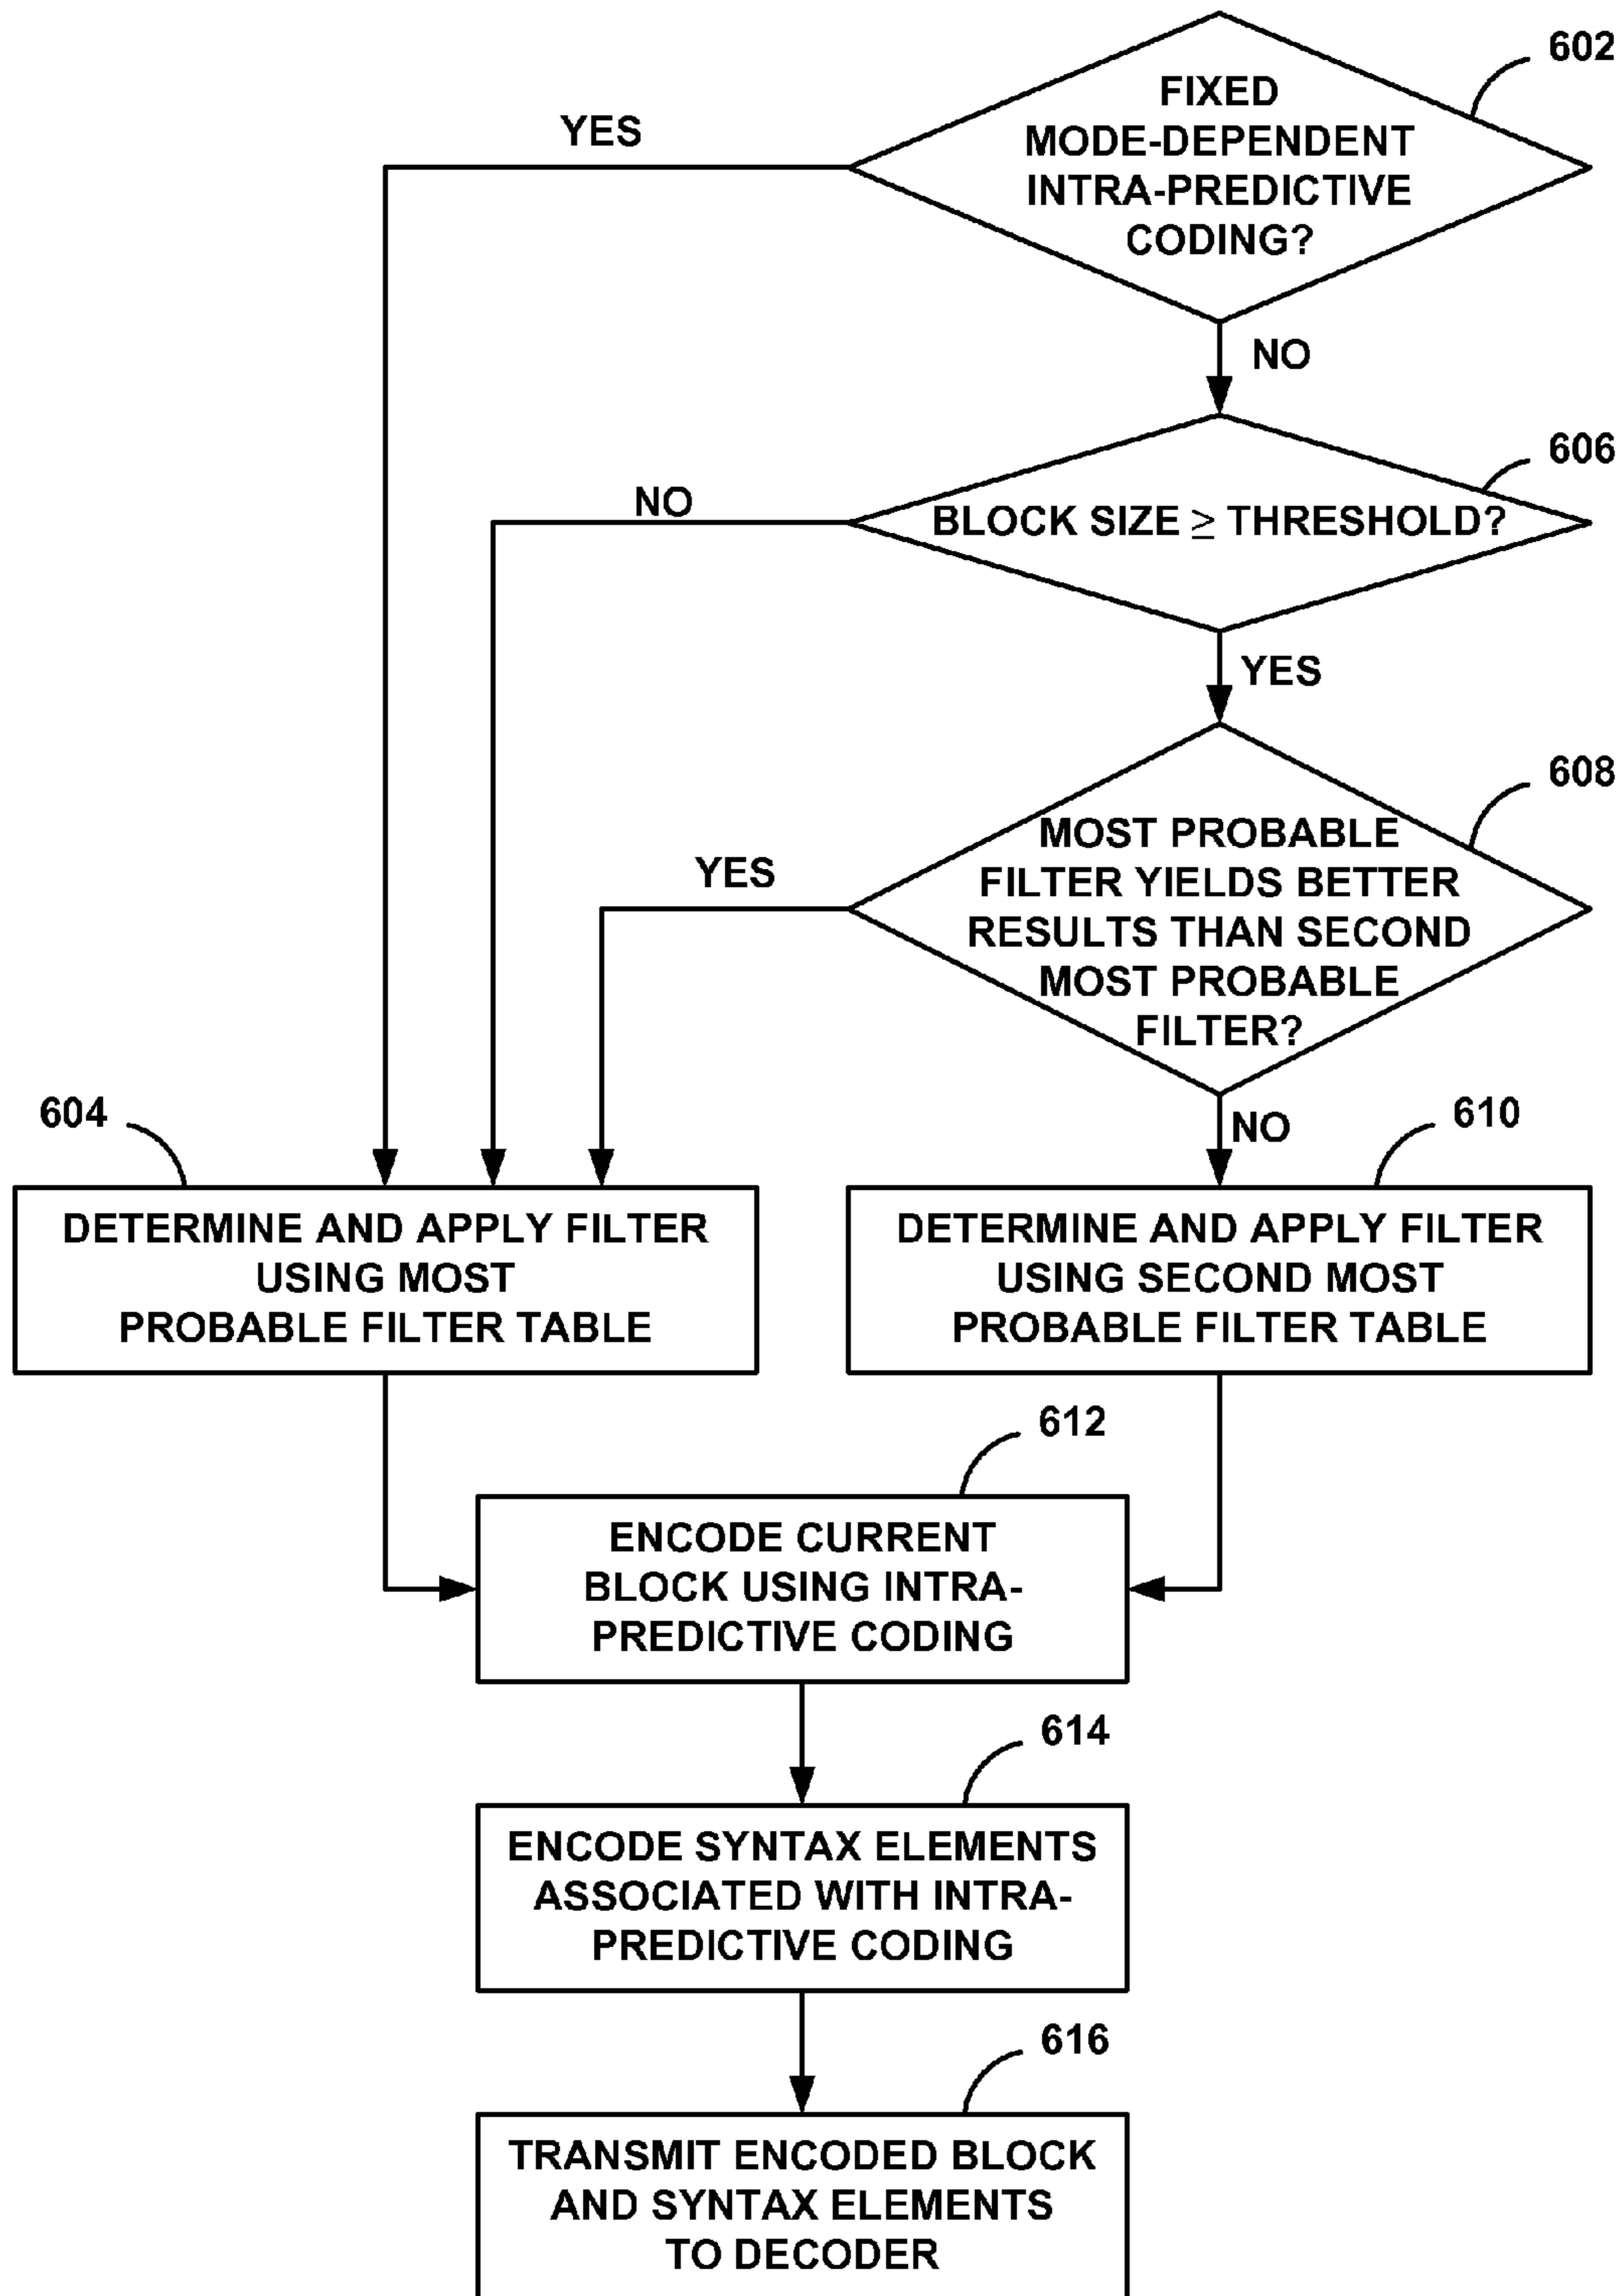 602
FIXED
MODE-DEPENDENT
INTRA-PREDICTIVE
CODING?
YES
NO
606
BLOCK SIZE ≥ THRESHOLD?
NO
YES
608
MOST PROBABLE
FILTER YIELDS BETTER
RESULTS THAN SECOND
MOST PROBABLE
FILTER?
YES
NO
604
DETERMINE AND APPLY FILTER
USING MOST
PROBABLE FILTER TABLE
610
DETERMINE AND APPLY FILTER
USING SECOND MOST
PROBABLE FILTER TABLE
612
ENCODE CURRENT
BLOCK USING INTRA-
PREDICTIVE CODING
614
ENCODE SYNTAX ELEMENTS
ASSOCIATED WITH INTRA-
PREDICTIVE CODING
616
TRANSMIT ENCODED BLOCK
AND SYNTAX ELEMENTS
TO DECODER